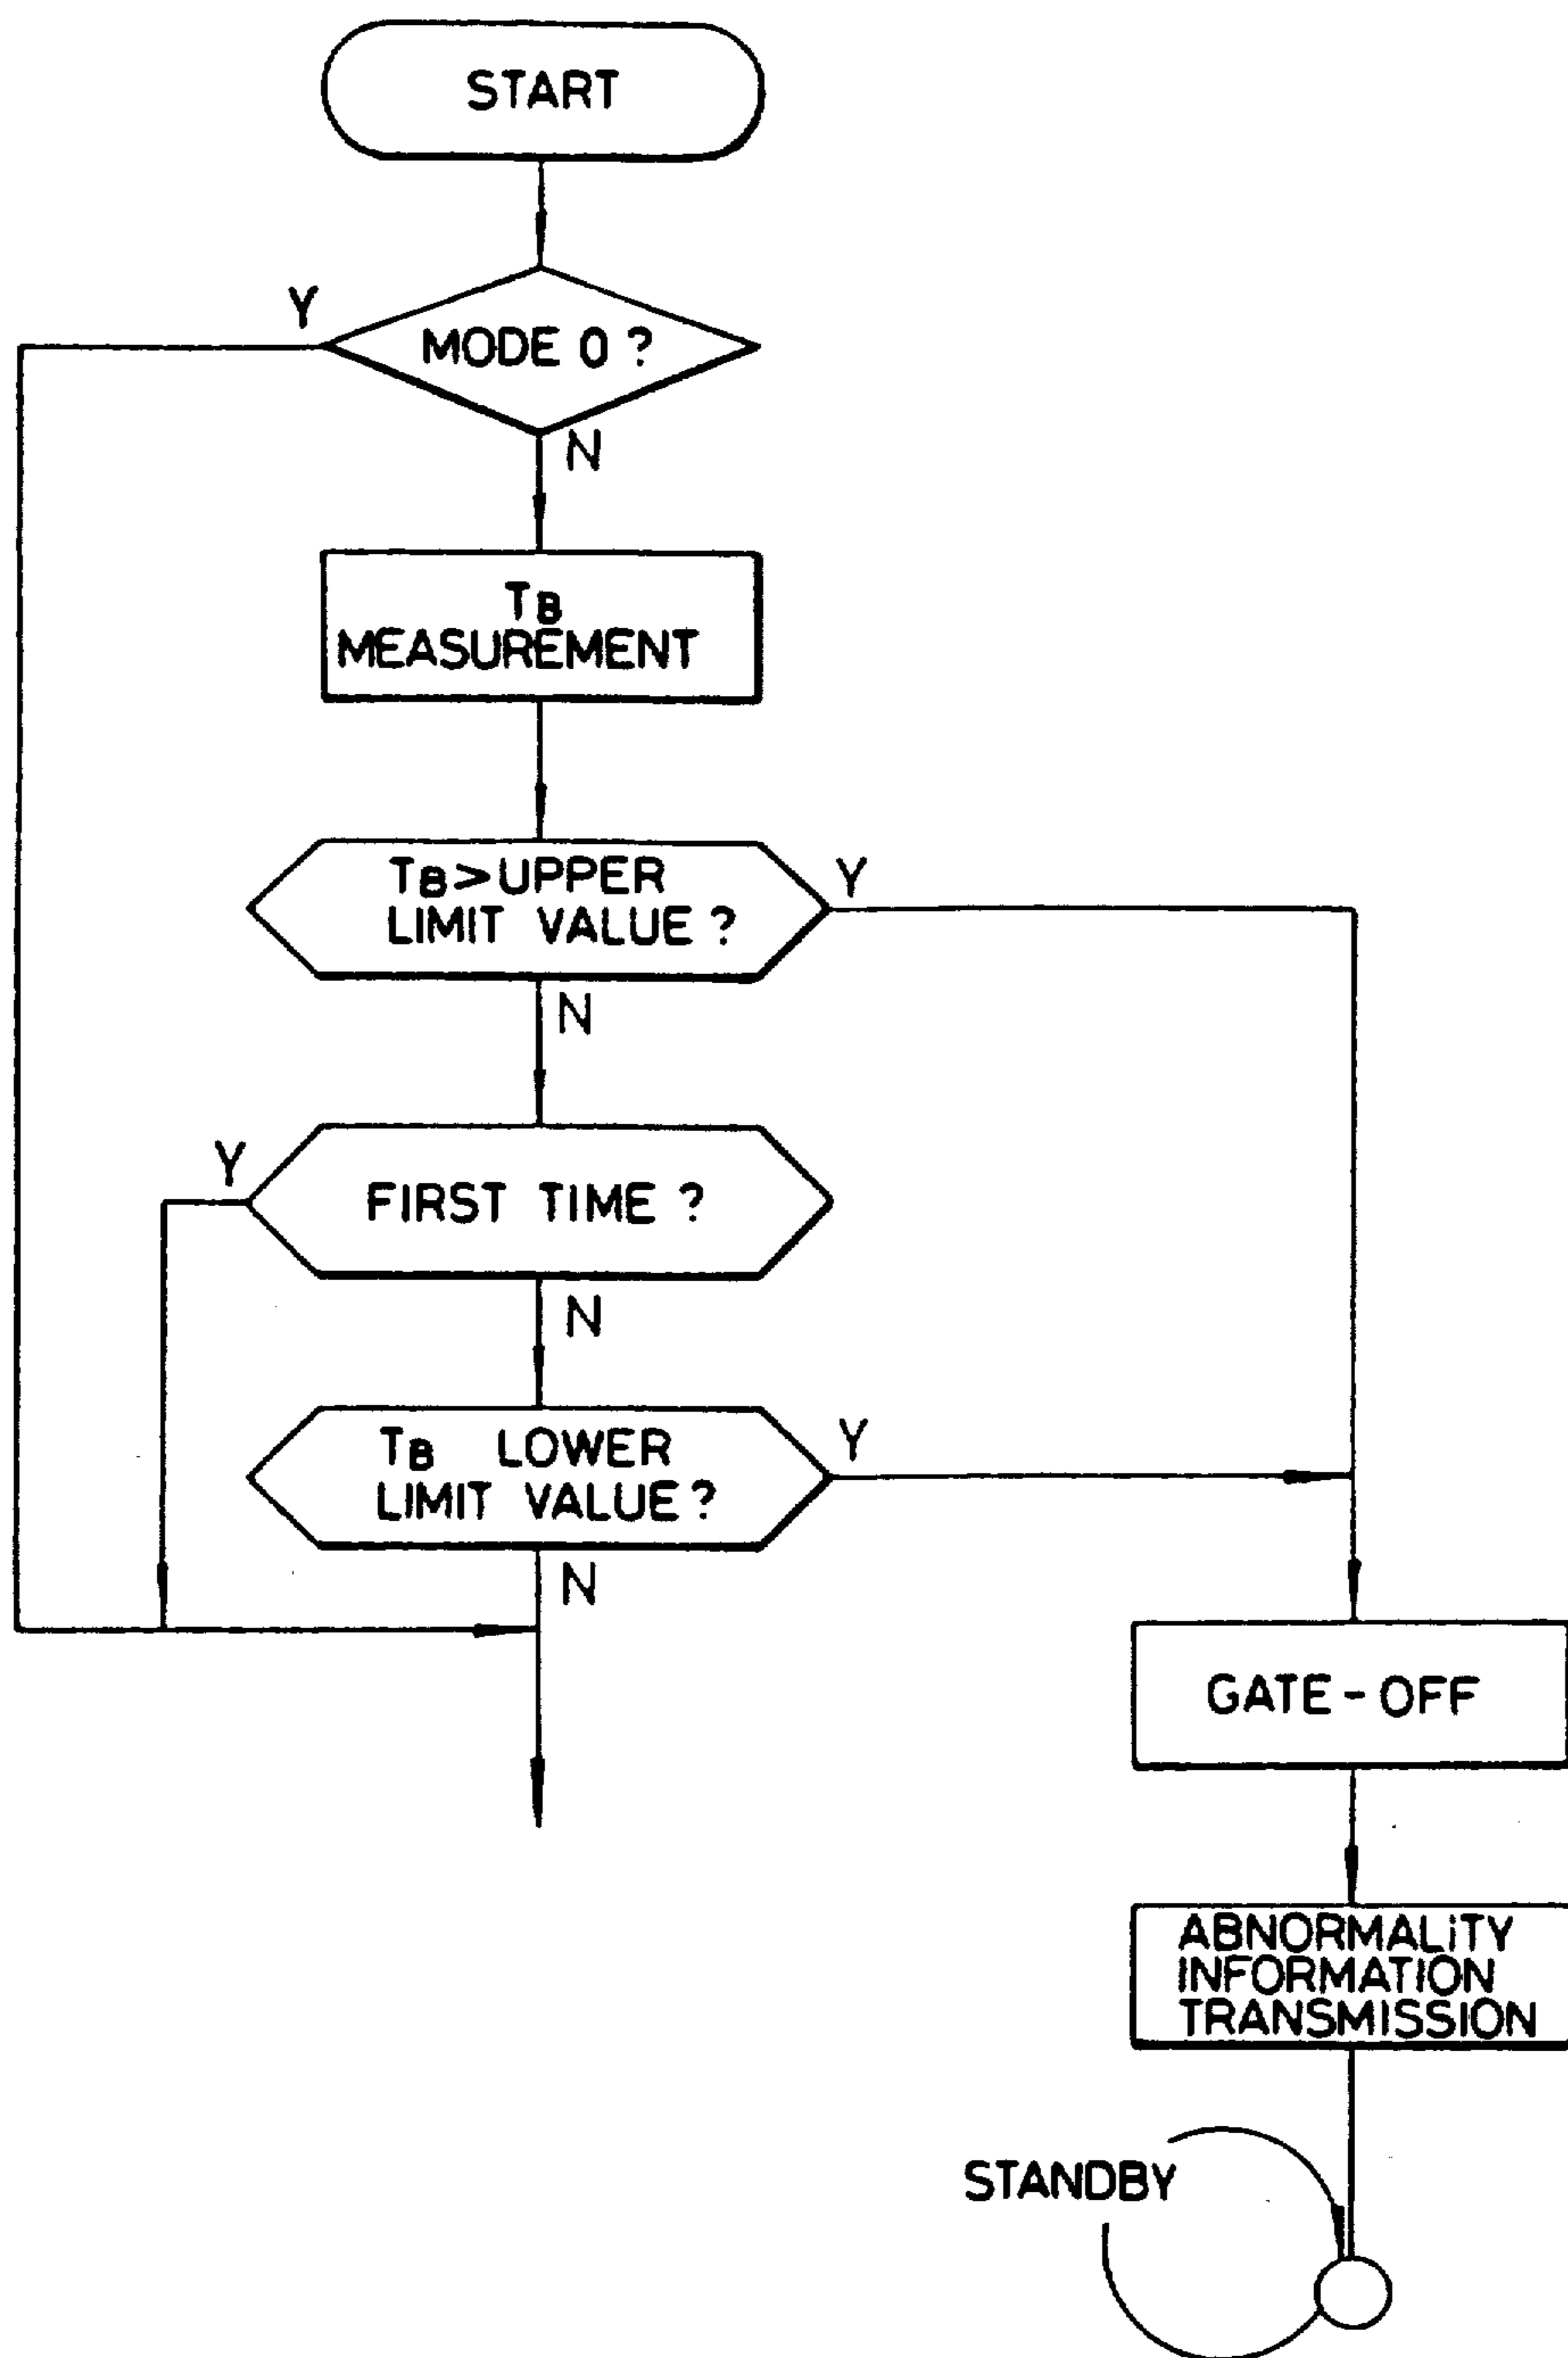 START
Y
MODE 0 ?
N
TB
MEASUREMENT
TB>UPPER
LIMIT VALUE ?
Y
N
Y
FIRST TIME ?
N
TB LOWER
LIMIT VALUE ?
Y
N
GATE - OFF
ABNORMALiTY
INFORMATION
TRANSMISSION
STANDBY